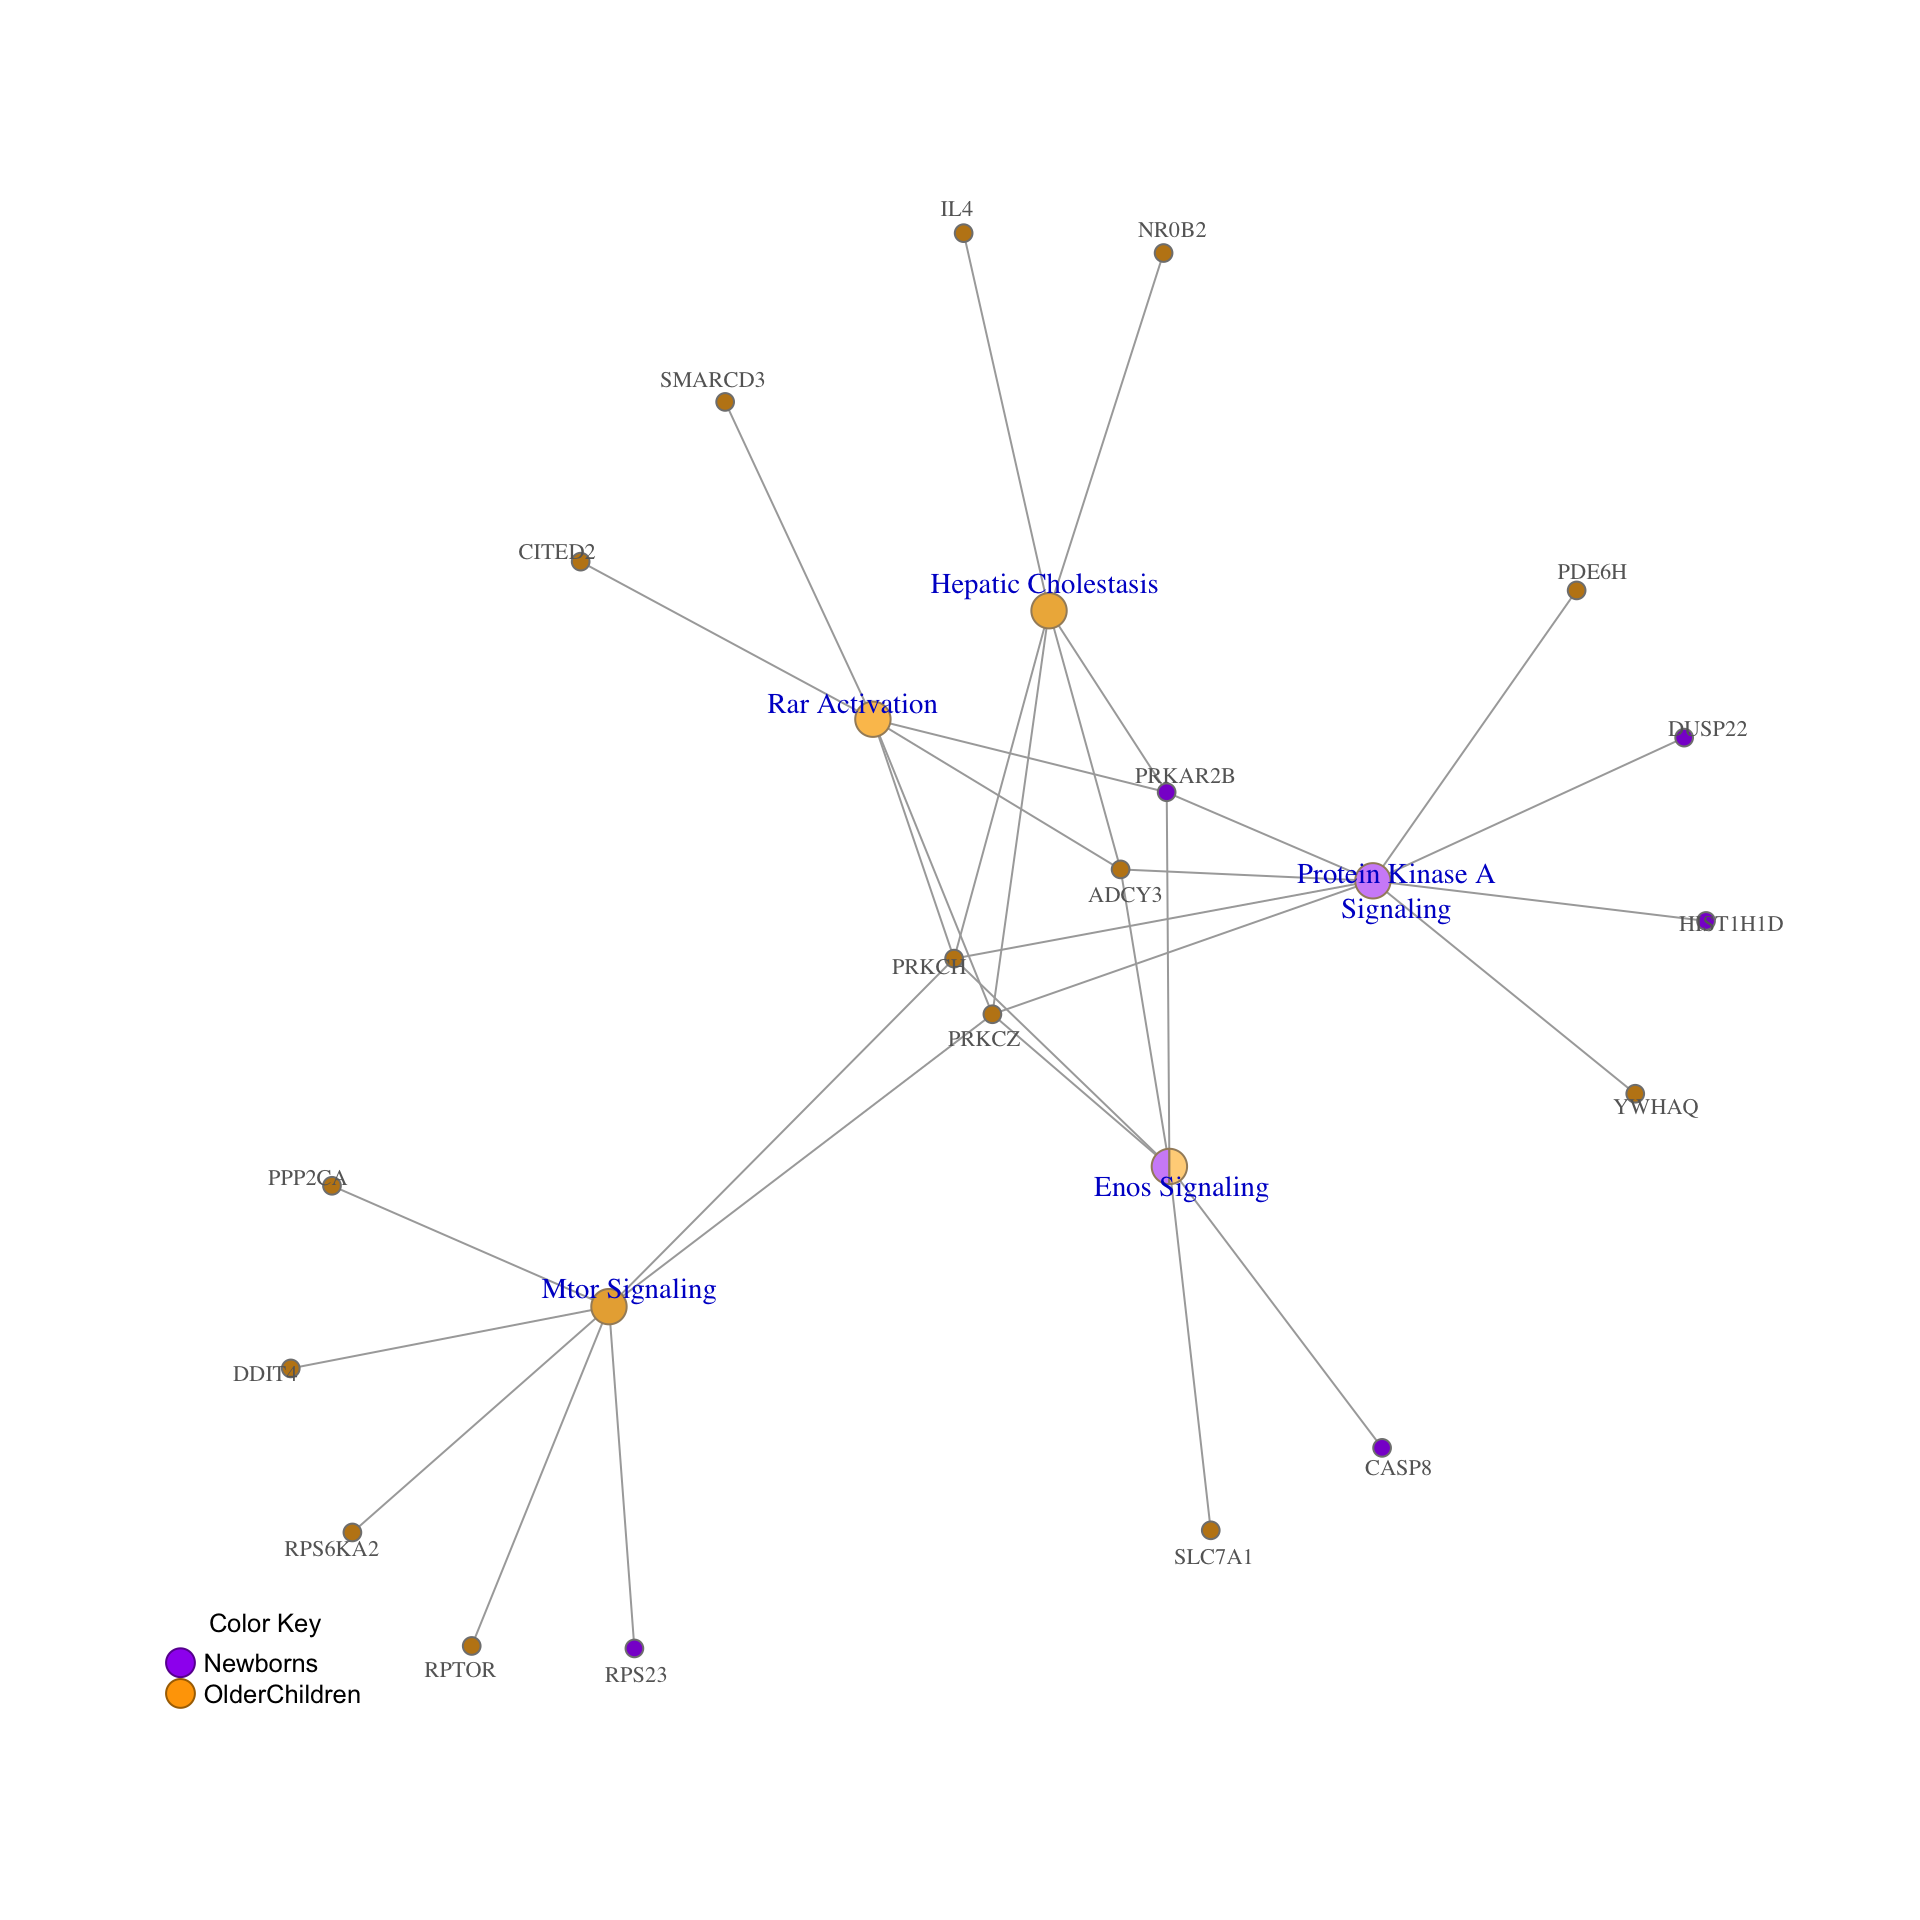 IL4
NR0B2
SMARCD3
CITED2
Hepatic Cholestasis
PDE6H
Rar Activation
DUSP22
PRKAR2B
Protein Kinase A
Signaling
ADCY3
HIST1H1D
PRKCH
PRKCZ
YWHAQ
PPP2CA
Enos Signaling
Mtor Signaling
DDIT4
CASP8
RPS6KA2
SLC7A1
Color Key
Newborns
OlderChildren
RPTOR
RPS23